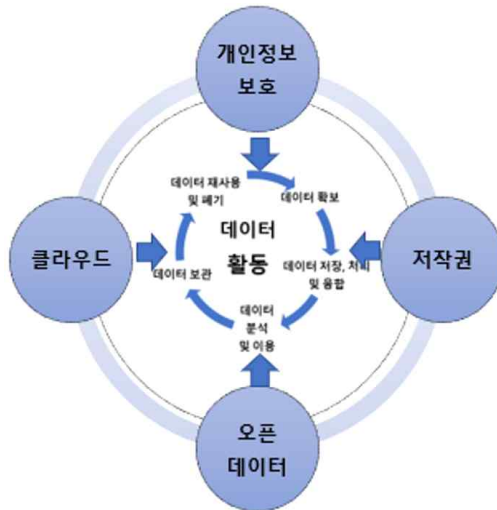 개인정보
보호
데이터 재사용
및 폐기
데이터 확보
데이터
활동
클라우드
저작권
데이터 보관
데이터 저장, 처리
및 융합
데이터
분석
및 이용
오픈
데이터